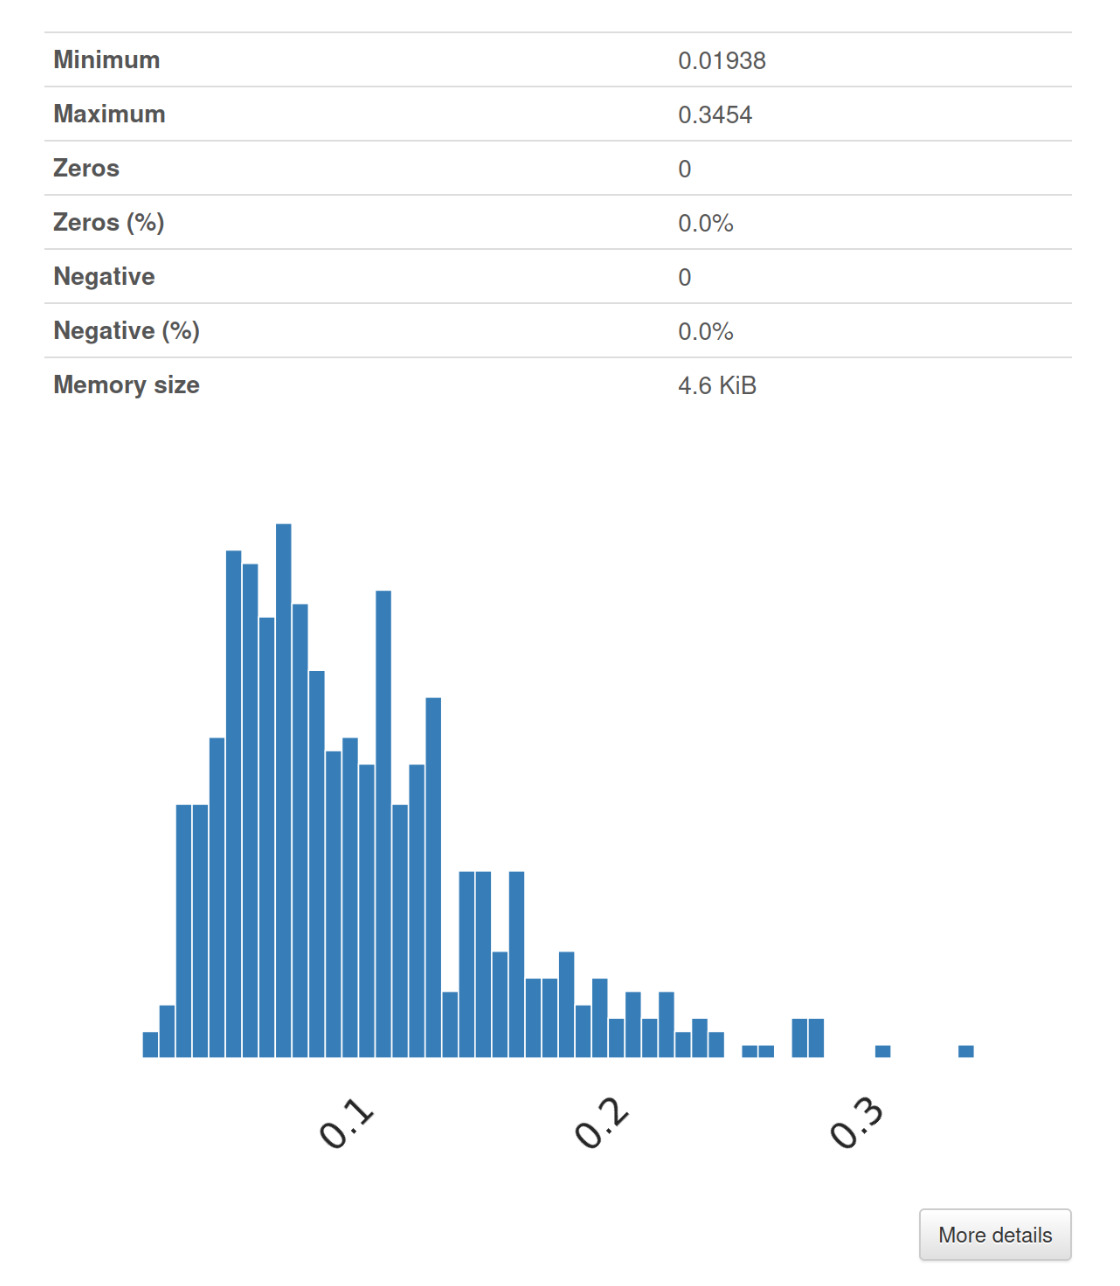 Minimum 0.01938
Maximum 0.3454
Zeros 0
Zeros (%) 0.0%
Negative 0
Negative (%) 0.0%
Memory size 4.6 KiB
0.1 0.2 0.3
More details